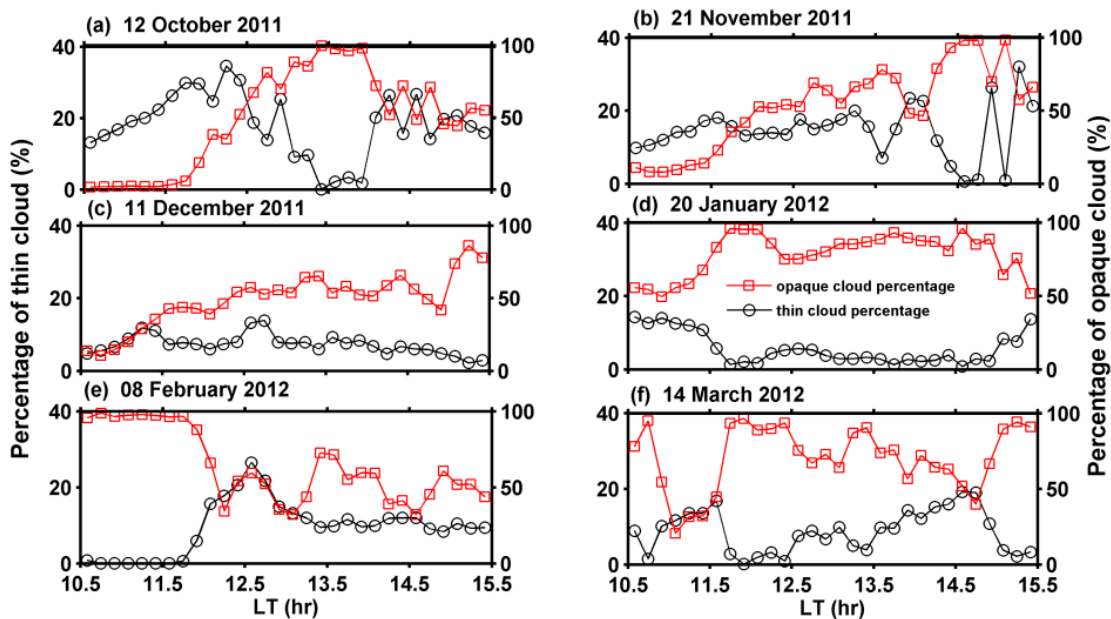 (a) 12 October 2011
(b) 21 November 2011
40
100
40
100
20
50
20
50
0
0
0
0
(c) 11 December 2011
(d) 20 January 2012
40
100
40
100
20
50
20
50
opaque cloud percentage
thin cloud percentage
0
0
0
0
(e) 08 February 2012
(f) 14 March 2012
40
100
40
100
20
50
20
50
0
0
0
0
10.5 11.5 12.5 13.5 14.5 15.5
10.5 11.5 12.5 13.5 14.5 15.5
LT (hr)
LT (hr)
Percentage of thin cloud (%)
Percentage of opaque cloud (%)